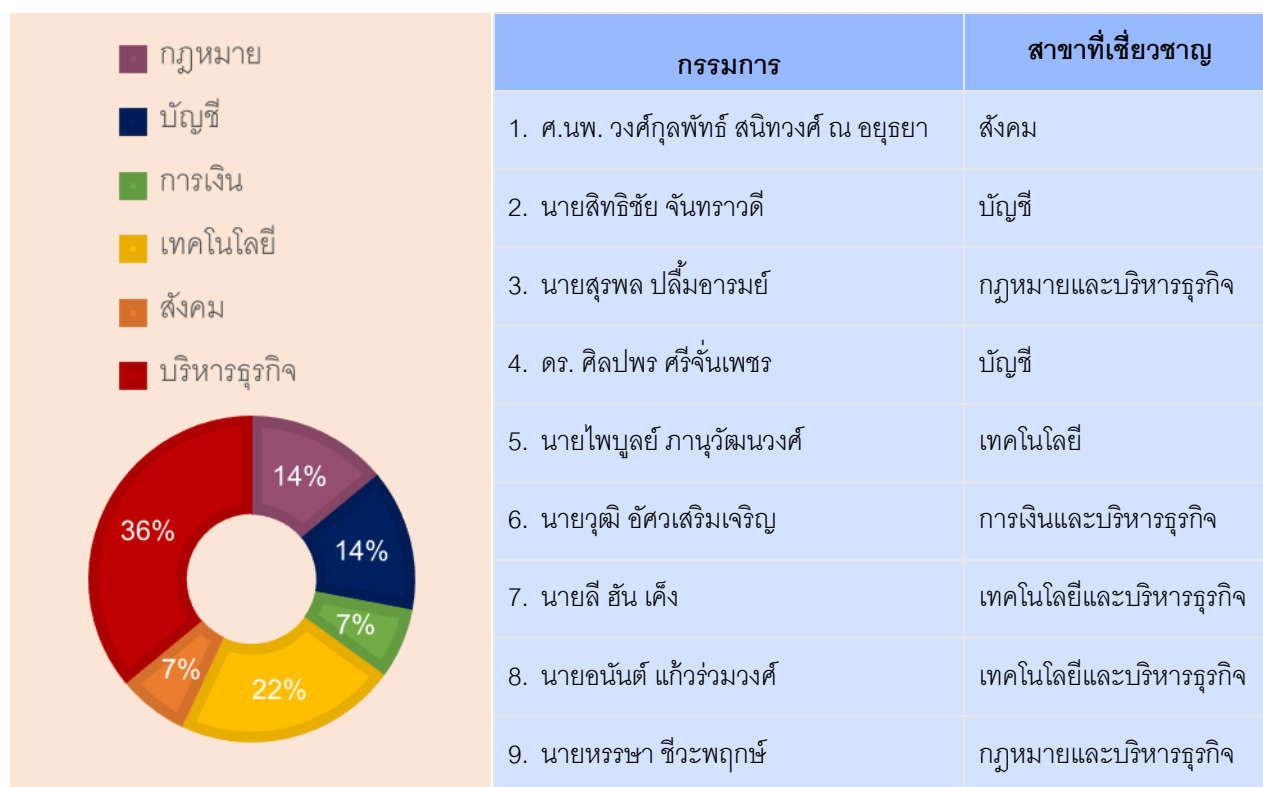 กฎหมาย
บัญชี
การเงิน
เทคโนโลยี
สังคม
บริหารธุรกิจ
14%
14%
7%
22%
7%
36%
กรรมการ สาขาที่เชี่ยวชาญ
1. ศ.นพ. วงศ์กุลพัทธ์ สนิทวงศ์ ณ อยุธยา สังคม
2. นายสิทธิชัย จันทราวดี บัญชี
3. นายสุรพล ปลื้มอารมย์ กฎหมายและบริหารธุรกิจ
4. ดร. ศิลปพร ศรีจั่นเพชร บัญชี
5. นายไพบูลย์ ภานุวัฒนวงศ์ เทคโนโลยี
6. นายวุฒิ อัศวเสริมเจริญ การเงินและบริหารธุรกิจ
7. นายลี ฮัน เค็ง เทคโนโลยีและบริหารธุรกิจ
8. นายอนันต์ แก้วร่วมวงศ์ เทคโนโลยีและบริหารธุรกิจ
9. นายหรรษา ชีวะพฤกษ์ กฎหมายและบริหารธุรกิจ